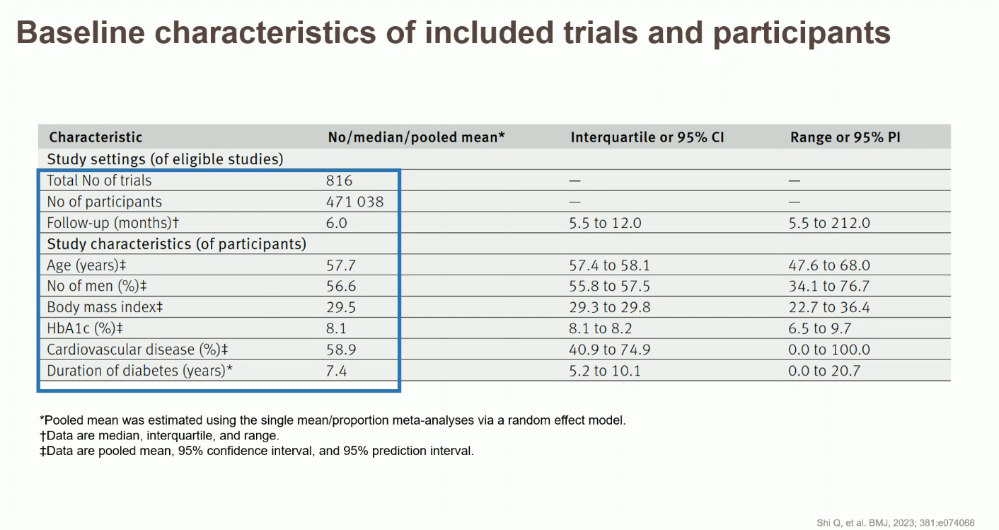 Baseline characteristics of included trials and participants
Characteristic No/median/pooled mean* Interquartile or 95% CI Range or 95% PI
Study settings (of eligible studies)
Total No of trials 816 — —
No of participants 471 038 — —
Follow-up (months)† 6.0 5.5 to 12.0 5.5 to 212.0
Study characteristics (of participants)
Age (years)‡ 57.7 57.4 to 58.1 47.6 to 68.0
No of men (%)‡ 56.6 55.8 to 57.5 34.1 to 76.7
Body mass index‡ 29.5 29.3 to 29.8 22.7 to 36.4
HbA1c (%)‡ 8.1 8.1 to 8.2 6.5 to 9.7
Cardiovascular disease (%)‡ 58.9 40.9 to 74.9 0.0 to 100.0
Duration of diabetes (years)* 7.4 5.2 to 10.1 0.0 to 20.7
*Pooled mean was estimated using the single mean/proportion meta-analyses via a random effect model.
†Data are median, interquartile, and range.
‡Data are pooled mean, 95% confidence interval, and 95% prediction interval.
Shi Q, et al. BMJ, 2023; 381:e074068